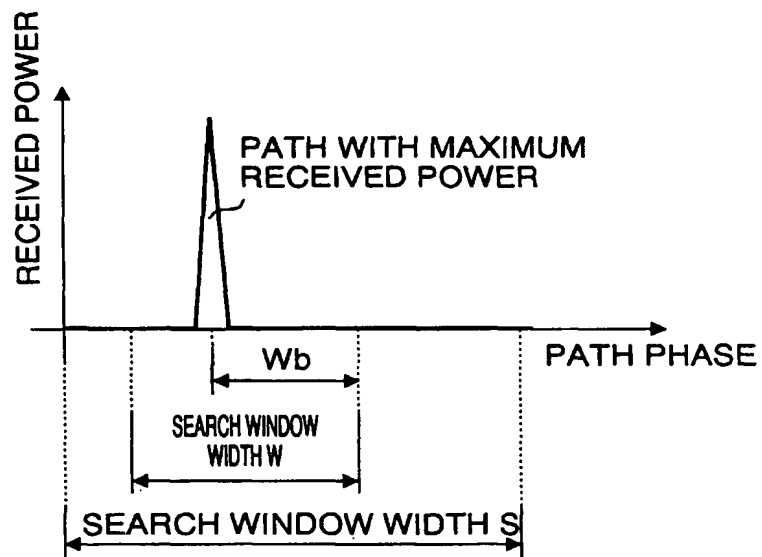 RECEIVED POWER
PATH WITH MAXIMUM
RECEIVED POWER
PATH PHASE
Wb
SEARCH WINDOW
WIDTH W
SEARCH WINDOW WIDTH S